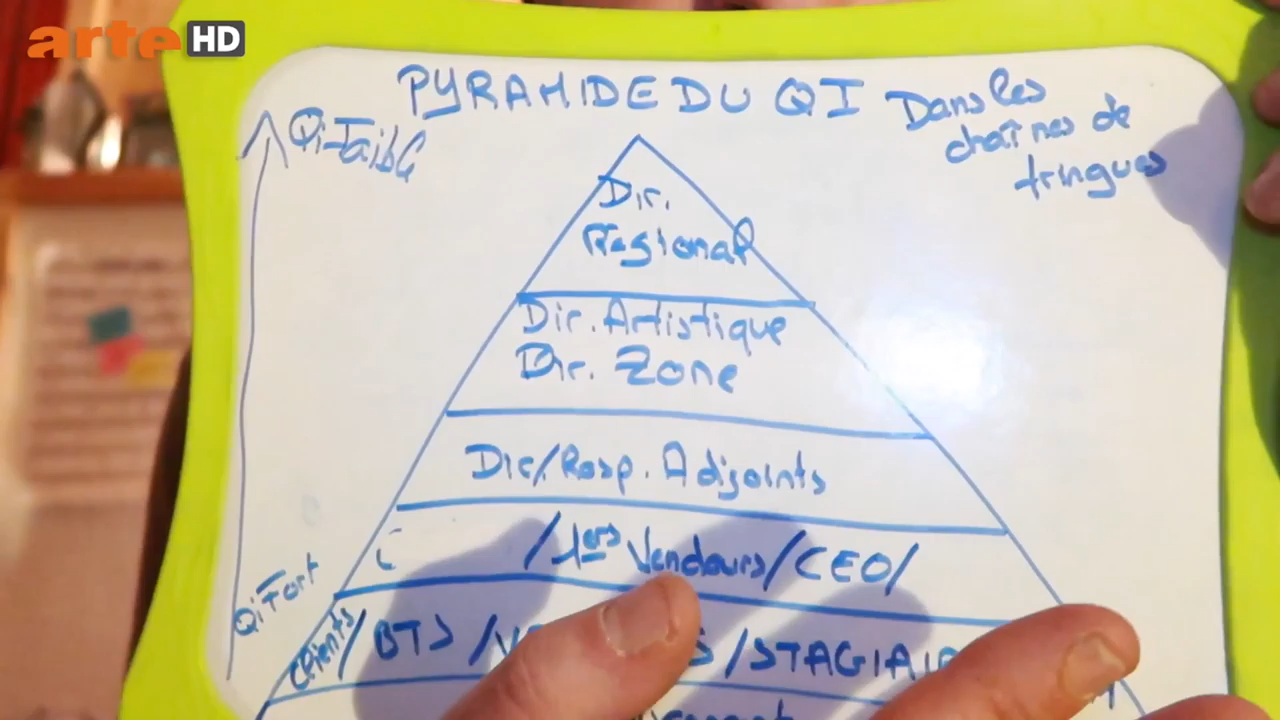 arte HD
PYRAMIDE DU QI Dans les
chaînes de
fringues
Qi Faible
Dir.
Régional
Dir. Artistique
Dir. Zone
Dir/Resp. Adjoints
/1ers Vendeurs/CEO/
Qi Fort
Clients/BTS/ /STAGIAIR